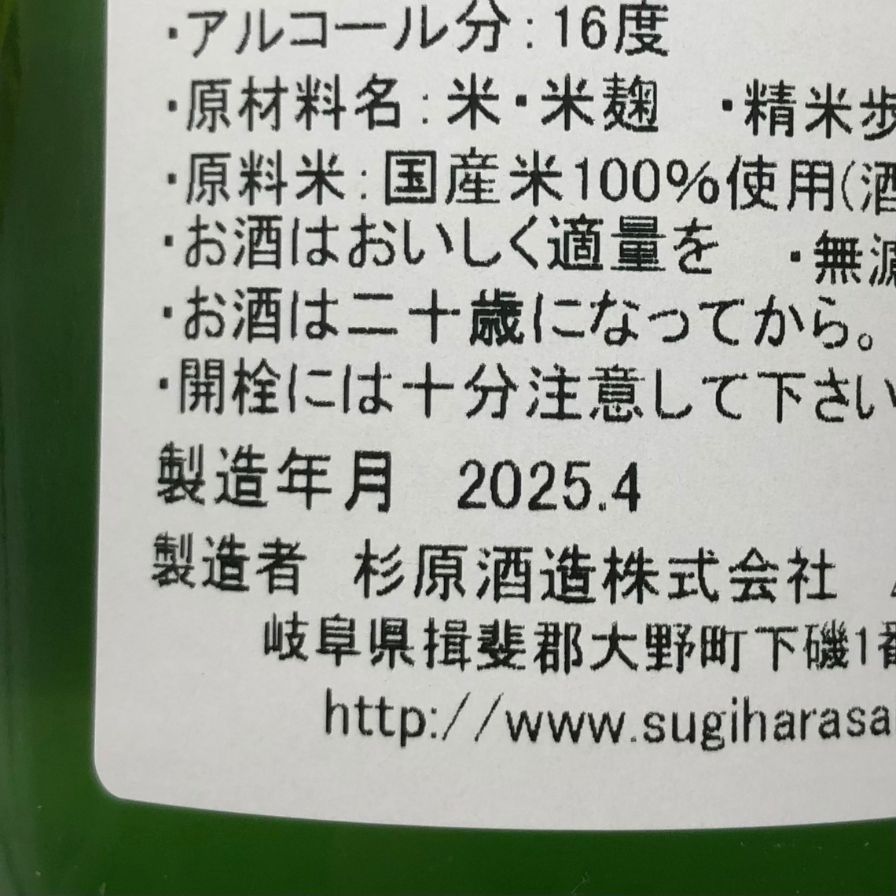 ・アルコール分：16度
・原材料名：米・米麹　・精米歩
・原料米：国産米100%使用(酒
・お酒はおいしく適量を　・無濾
・お酒は二十歳になってから。
・開栓には十分注意して下さい
製造年月　2025.4
製造者　杉原酒造株式会社
岐阜県揖斐郡大野町下磯1番
http://www.sugiharasa